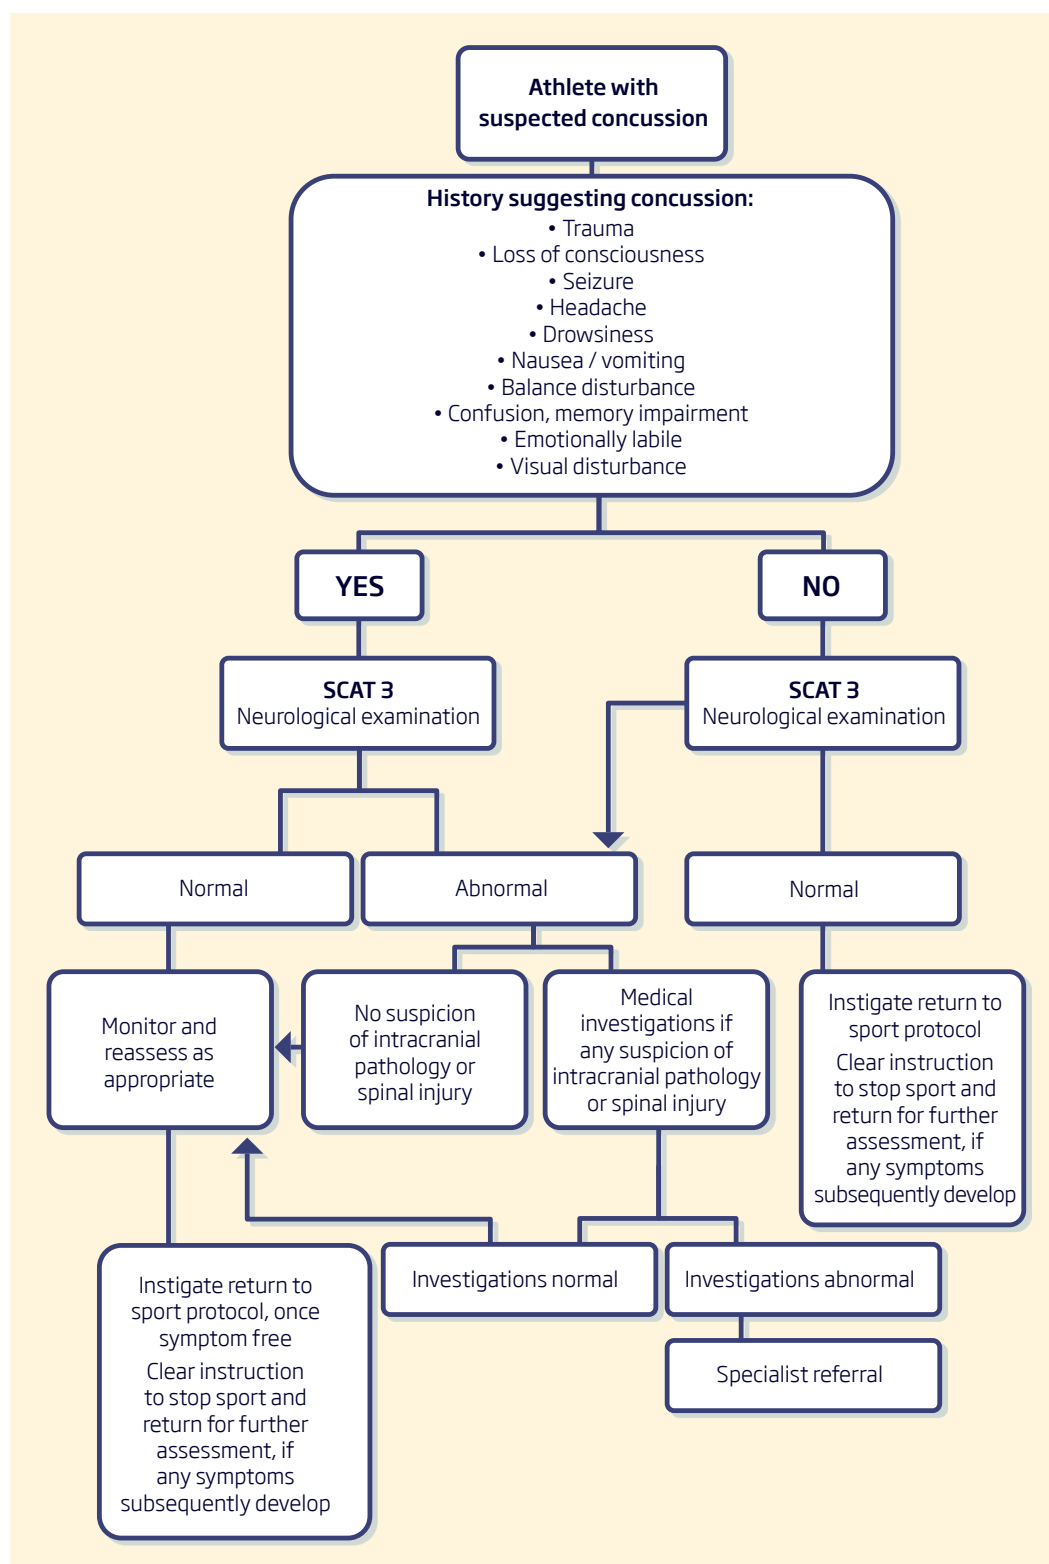 Athlete with
suspected concussion
History suggesting concussion:
• Trauma
• Loss of consciousness
• Seizure
• Headache
• Drowsiness
• Nausea / vomiting
• Balance disturbance
• Confusion, memory impairment
• Emotionally labile
• Visual disturbance
YES
NO
SCAT 3
Neurological examination
SCAT 3
Neurological examination
Normal
Abnormal
Normal
Monitor and
reassess as
appropriate
No suspicion
of intracranial
pathology or
spinal injury
Medical
investigations if
any suspicion of
intracranial pathology
or spinal injury
Instigate return to
sport protocol
Clear instruction
to stop sport and
return for further
assessment, if
any symptoms
subsequently develop
Investigations normal
Investigations abnormal
Specialist referral
Instigate return to
sport protocol, once
symptom free
Clear instruction
to stop sport and
return for further
assessment, if
any symptoms
subsequently develop